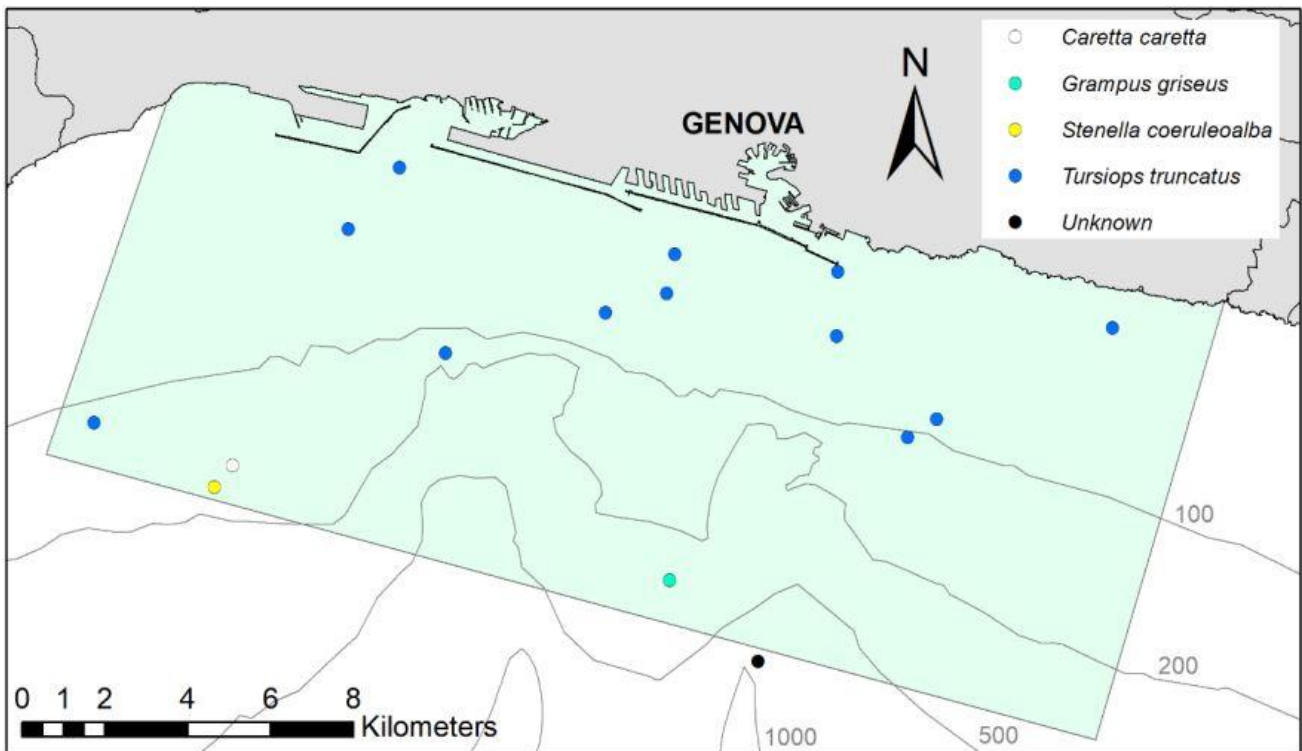 Caretta caretta
Grampus griseus
Stenella coeruleoalba
Tursiops truncatus
Unknown
N
GENOVA
100
200
500
1000
0 1 2 4 6 8
Kilometers